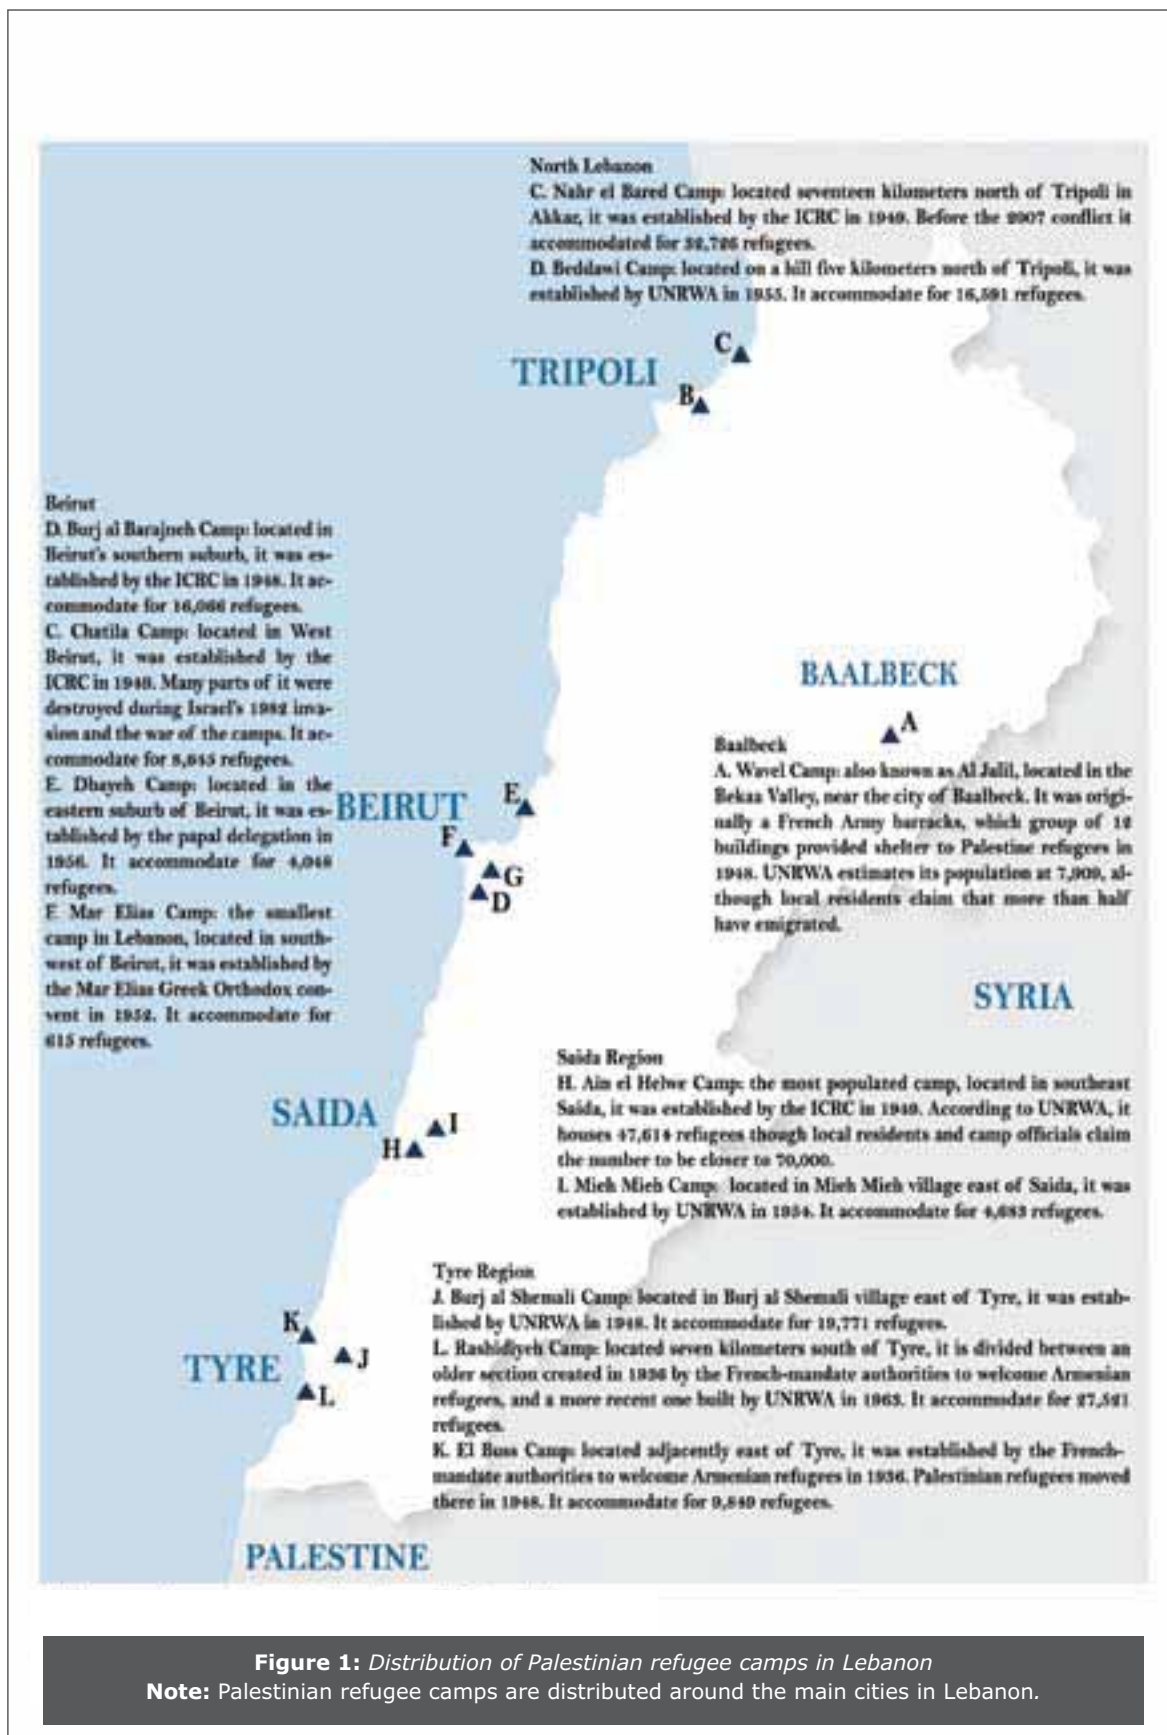 North Lebanon
C. Nahr el Bared Camp: located seventeen kilometers north of Tripoli in
Akkar, it was established by the ICRC in 1949. Before the 2007 conflict it
accommodated for 32,726 refugees.
D. Beddawi Camp: located on a hill five kilometers north of Tripoli, it was
established by UNRWA in 1955. It accommodate for 16,591 refugees.
C
TRIPOLI
B
Beirut
D. Burj al Barajneh Camp: located in
Beirut's southern suburb, it was es-
tablished by the ICRC in 1948. It ac-
commodate for 16,066 refugees.
C. Chatila Camp: located in West
Beirut, it was established by the
ICRC in 1949. Many parts of it were
destroyed during Israel's 1982 inva-
sion and the war of the camps. It ac-
commodate for refugees.
E. Dbayeh Camp: located in the
eastern suburb of Beirut, it was es-
tablished by the papal delegation in
1956. It accommodate for 4,048
refugees.
F. Mar Elias Camp: the smallest
camp in Lebanon, located in south-
west of Beirut, it was established by
the Mar Elias Greek Orthodox con-
vent in 1952. It accommodate for
615 refugees.
BAALBECK
A
Baalbeck
A. Wavel Camp: also known as Al Jalil, located in the
Bekaa Valley, near the city of Baalbeck. It was origi-
nally a French Army barracks, which group of 12
buildings provided shelter to Palestine refugees in
1948. UNRWA estimates its population at 7,909, al-
though local residents claim that more than half
have emigrated.
BEIRUT
E
F
G
D
SYRIA
Saida Region
H. Ain el Helwe Camp: the most populated camp, located in southeast
Saida, it was established by the ICRC in 1949. According to UNRWA, it
houses 47,614 refugees though local residents and camp officials claim
the number to be closer to 70,000.
I. Mieh Mieh Camp: located in Mieh Mieh village east of Saida, it was
established by UNRWA in 1954. It accommodate for 4,683 refugees.
SAIDA
I
H
Tyre Region
J. Burj al Shemali Camp: located in Burj al Shemali village east of Tyre, it was estab-
lished by UNRWA in 1948. It accommodate for 19,771 refugees.
L. Rashidiyeh Camp: located seven kilometers south of Tyre, it is divided between an
older section created in 1936 by the French-mandate authorities to welcome Armenian
refugees, and a more recent one built by UNRWA in 1963. It accommodate for 27,521
refugees.
K. El Buss Camp: located adjacently east of Tyre, it was established by the French-
mandate authorities to welcome Armenian refugees in 1936. Palestinian refugees moved
there in 1948. It accommodate for 9,849 refugees.
K
J
TYRE
L
PALESTINE
Figure 1: Distribution of Palestinian refugee camps in Lebanon
Note: Palestinian refugee camps are distributed around the main cities in Lebanon.